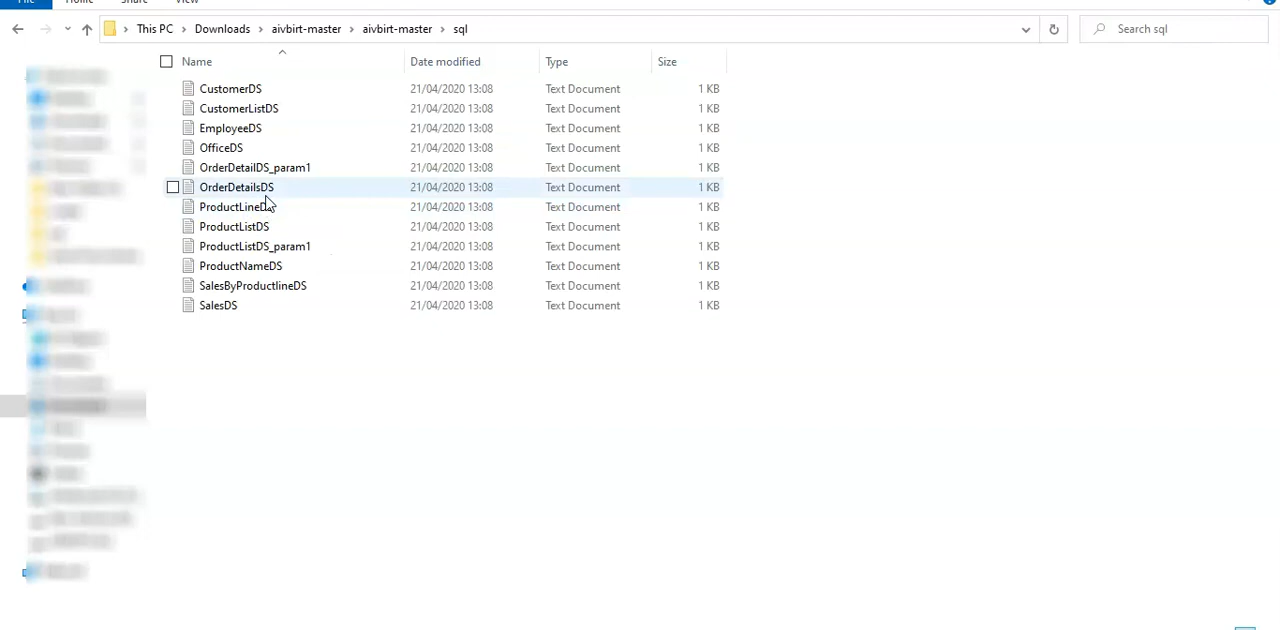 File Home Share View
This PC › Downloads › aivbirt-master › aivbirt-master › sql
Search sql
Name Date modified Type Size
CustomerDS 21/04/2020 13:08 Text Document 1 KB
CustomerListDS 21/04/2020 13:08 Text Document 1 KB
EmployeeDS 21/04/2020 13:08 Text Document 1 KB
OfficeDS 21/04/2020 13:08 Text Document 1 KB
OrderDetailDS_param1 21/04/2020 13:08 Text Document 1 KB
OrderDetailsDS 21/04/2020 13:08 Text Document 1 KB
ProductLineDS 21/04/2020 13:08 Text Document 1 KB
ProductListDS 21/04/2020 13:08 Text Document 1 KB
ProductListDS_param1 21/04/2020 13:08 Text Document 1 KB
ProductNameDS 21/04/2020 13:08 Text Document 1 KB
SalesByProductlineDS 21/04/2020 13:08 Text Document 1 KB
SalesDS 21/04/2020 13:08 Text Document 1 KB